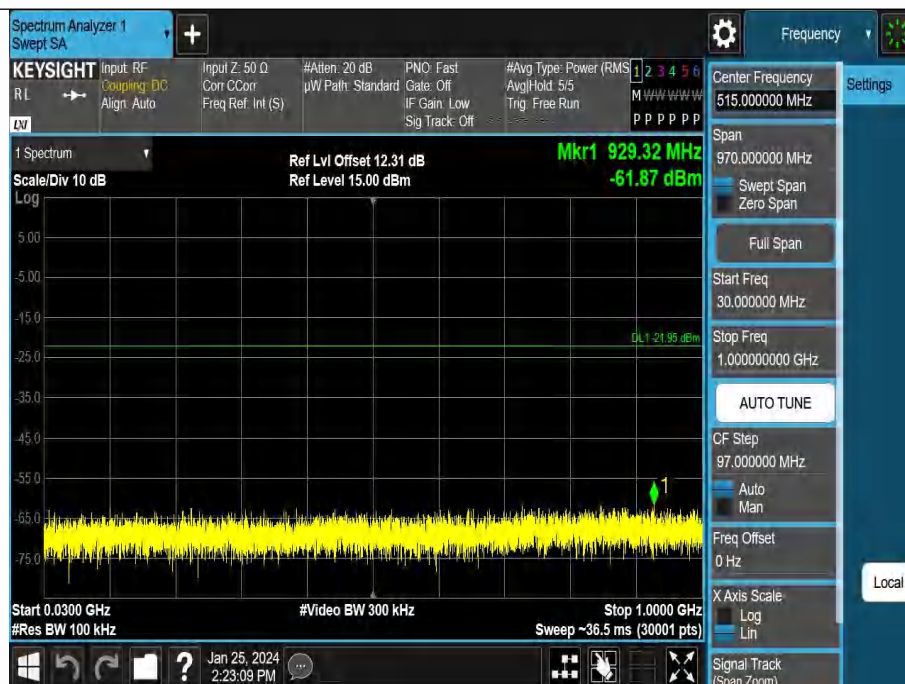 Spectrum Analyzer 1
Swept SA
Frequency
KEYSIGHT
RL
LXI
Input: RF
Coupling: DC
Align: Auto
Input Z: 50 Ω
Corr CCorr
Freq Ref: Int (S)
#Atten: 20 dB
µW Path: Standard
PNO: Fast
Gate: Off
IF Gain: Low
Sig Track: Off
#Avg Type: Power (RMS
Avg|Hold: 5/5
Trig: Free Run
1 2 3 4 5 6
M W W W W W
P P P P P P
Center Frequency
515.000000 MHz
Settings
Span
970.000000 MHz
Swept Span
Zero Span
Full Span
Start Freq
30.000000 MHz
Stop Freq
1.000000000 GHz
AUTO TUNE
CF Step
97.000000 MHz
Auto
Man
Freq Offset
0 Hz
X Axis Scale
Log
Lin
Signal Track
(Span Zoom)
Local
1 Spectrum
Scale/Div 10 dB
Ref Lvl Offset 12.31 dB
Ref Level 15.00 dBm
Mkr1 929.32 MHz
-61.87 dBm
Log
5.00
-5.00
-15.0
DL1 -21.95 dBm
-25.0
-35.0
-45.0
-55.0
1
-65.0
-75.0
Start 0.0300 GHz
#Res BW 100 kHz
#Video BW 300 kHz
Stop 1.0000 GHz
Sweep ~36.5 ms (30001 pts)
?
Jan 25, 2024
2:23:09 PM